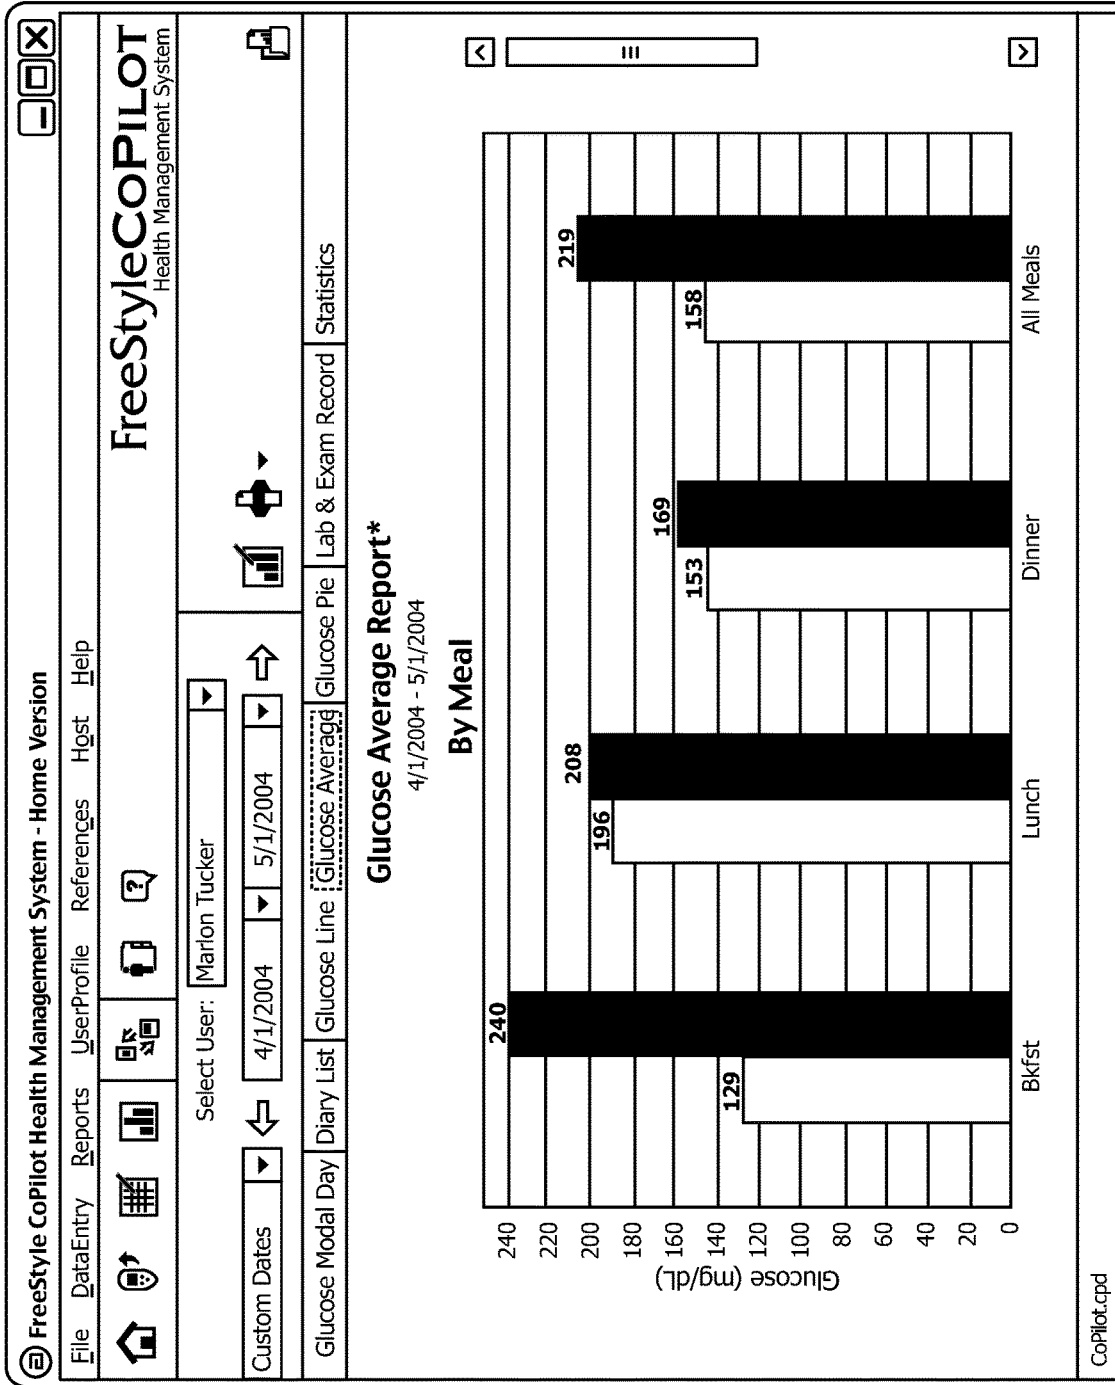 FreeStyle CoPilot Health Management System - Home Version
File DataEntry Reports UserProfile References Host Help
FreeStyleCoPilot
Health Management System
Select User: Marlon Tucker
Custom Dates 4/1/2004 5/1/2004
Glucose Modal Day Diary List Glucose Line Glucose Average Glucose Pie Lab & Exam Record Statistics
Glucose Average Report*
4/1/2004 - 5/1/2004
By Meal
Glucose (mg/dL)
240
220
200
180
160
140
120
100
80
60
40
20
0
129 240
196 208
153 169
158 219
Bkfst Lunch Dinner All Meals
CoPilot.cpd